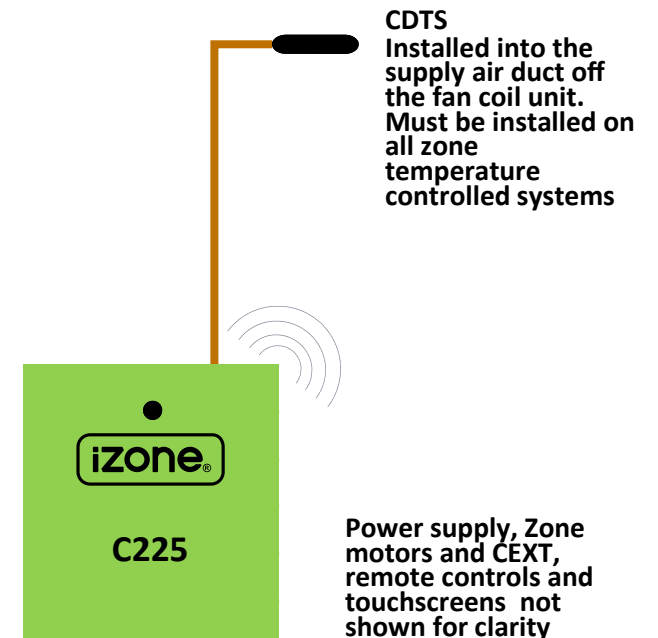 CDTS
Installed into the
supply air duct off
the fan coil unit.
Must be installed on
all zone
temperature
controlled systems
iZONE®
C225
Power supply, Zone
motors and CEXT,
remote controls and
touchscreens not
shown for clarity